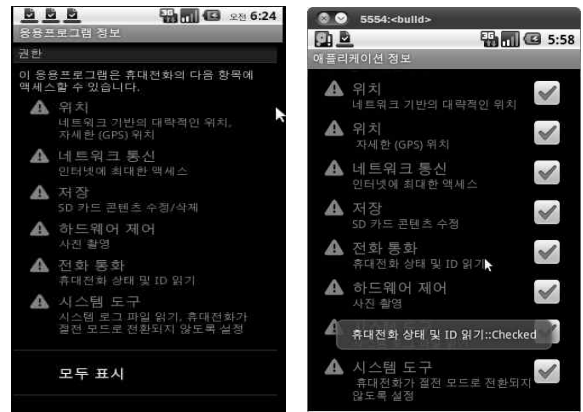 오전 6:24
응용프로그램 정보
권한
이 응용프로그램은 휴대전화의 다음 항목에
액세스할 수 있습니다.
위치
네트워크 기반의 대략적인 위치,
자세한 (GPS) 위치
네트워크 통신
인터넷에 최대한 액세스
저장
SD 카드 콘텐츠 수정/삭제
하드웨어 제어
사진 촬영
전화 통화
휴대전화 상태 및 ID 읽기
시스템 도구
시스템 로그 파일 읽기, 휴대전화가
절전 모드로 전환되지 않도록 설정
모두 표시
5554:<build>
3G 5:58
애플리케이션 정보
위치
네트워크 기반의 대략적인 위치
위치
자세한 (GPS) 위치
네트워크 통신
인터넷에 최대한 액세스
저장
SD 카드 콘텐츠 수정
전화 통화
휴대전화 상태 및 ID 읽기
하드웨어 제어
사진 촬영
휴대전화 상태 및 ID 읽기::Checked
시스템 도구
휴대전화가 절전 모드로 전환되지
않도록 설정